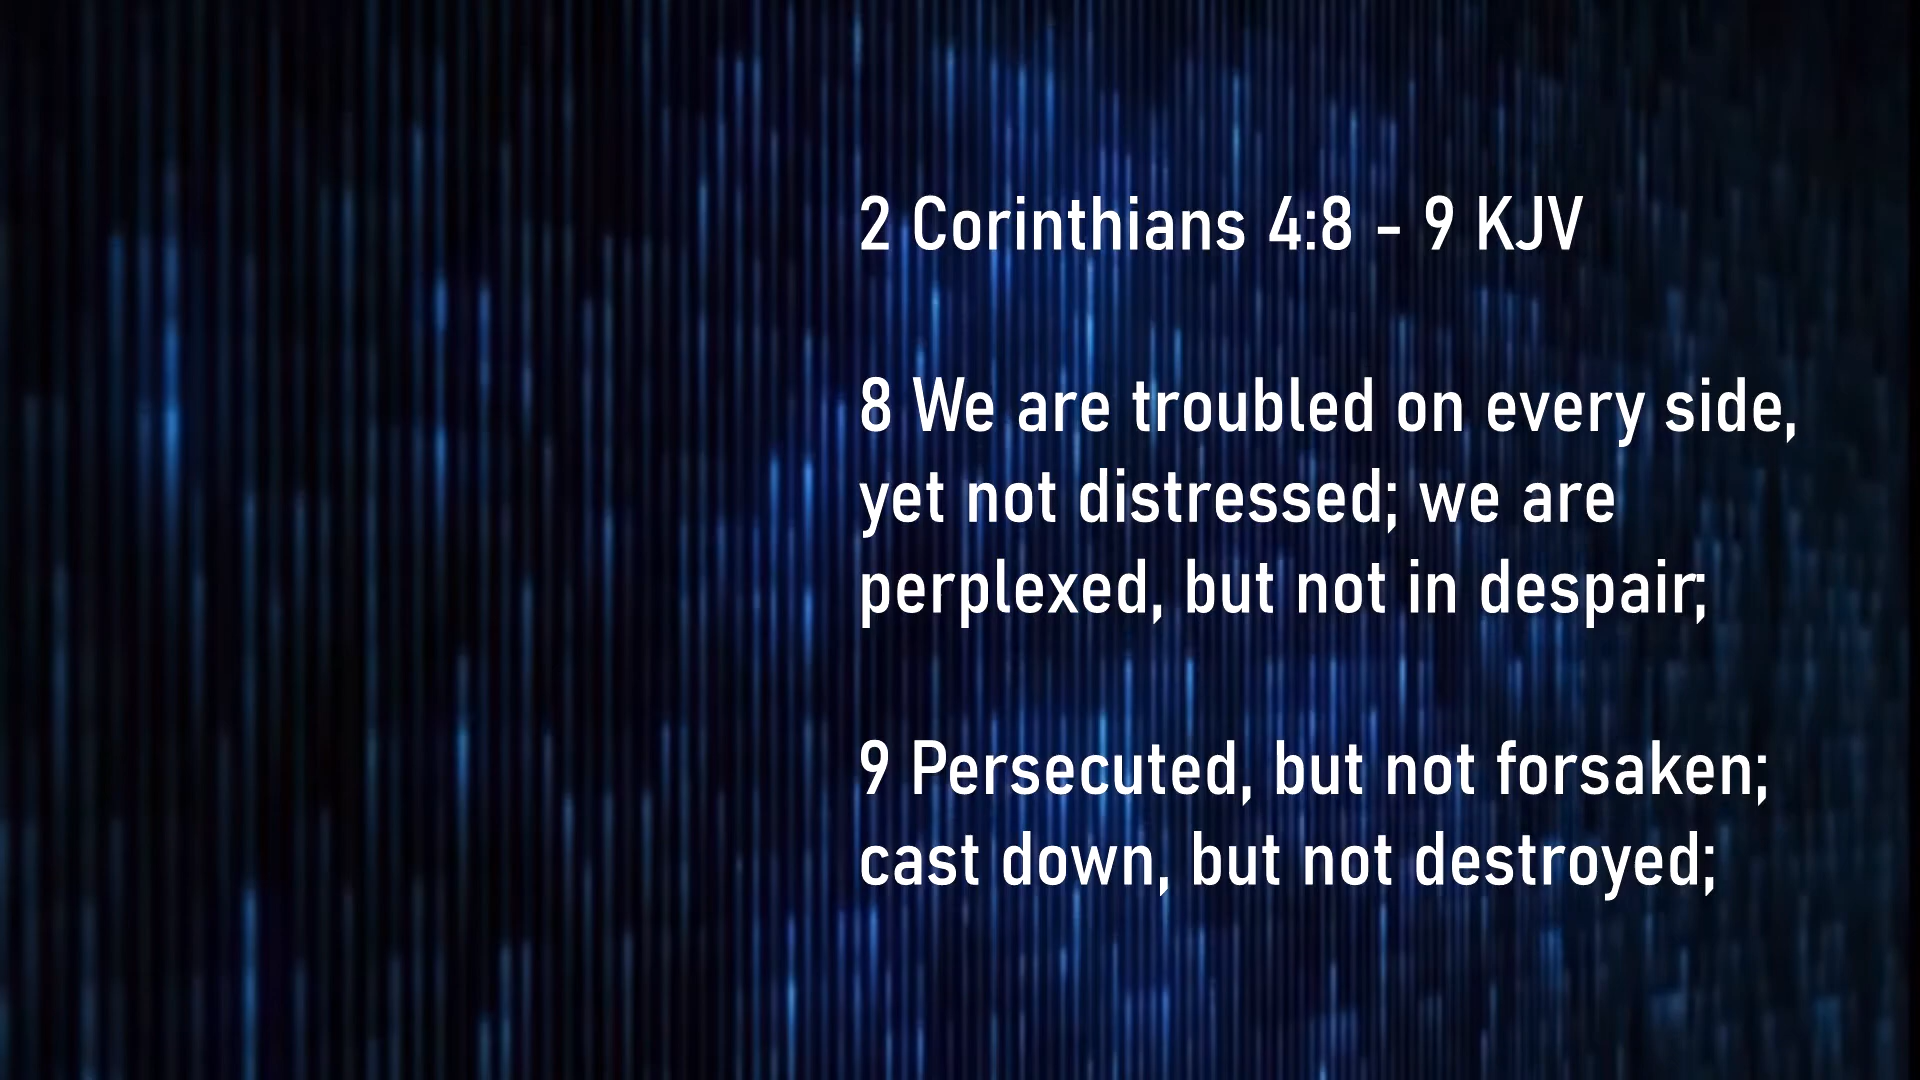 2 Corinthians 4:8 - 9 KJV
8 We are troubled on every side,
yet not distressed; we are
perplexed, but not in despair;
9 Persecuted, but not forsaken;
cast down, but not destroyed;